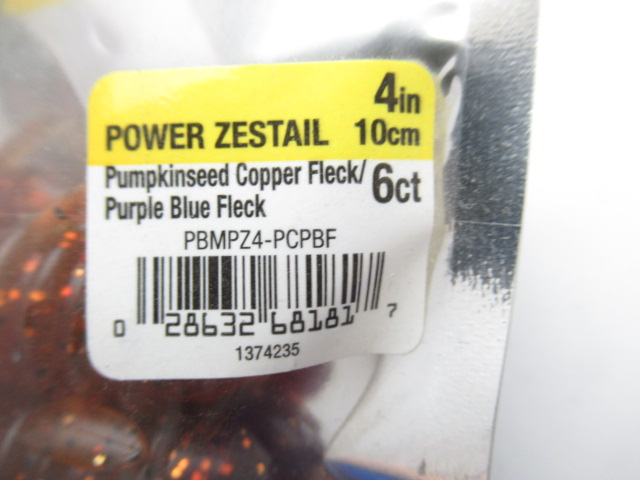 4in
POWER ZESTAIL 10cm
Pumpkinseed Copper Fleck/
Purple Blue Fleck
6ct
PBMPZ4-PCPBF
0 28632 68181 7
1374235